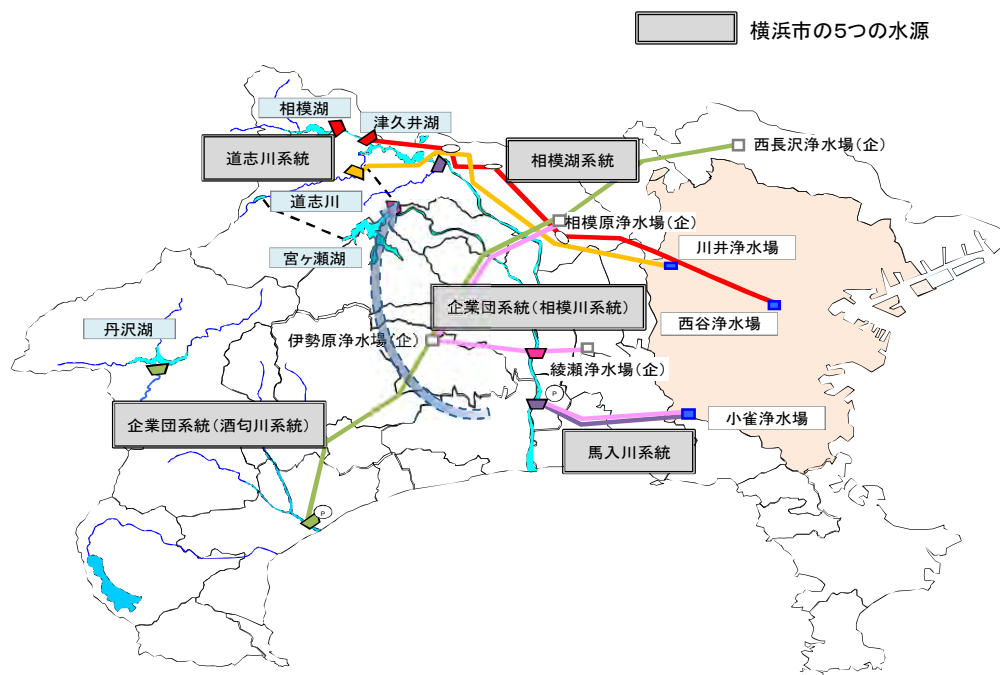 横浜市の5つの水源
相模湖
津久井湖
道志川系統
相模湖系統
西長沢浄水場(企)
道志川
相模原浄水場(企)
川井浄水場
宮ヶ瀬湖
企業団系統(相模川系統)
西谷浄水場
丹沢湖
伊勢原浄水場(企)
綾瀬浄水場(企)
P
企業団系統(酒匂川系統)
小雀浄水場
馬入川系統
P